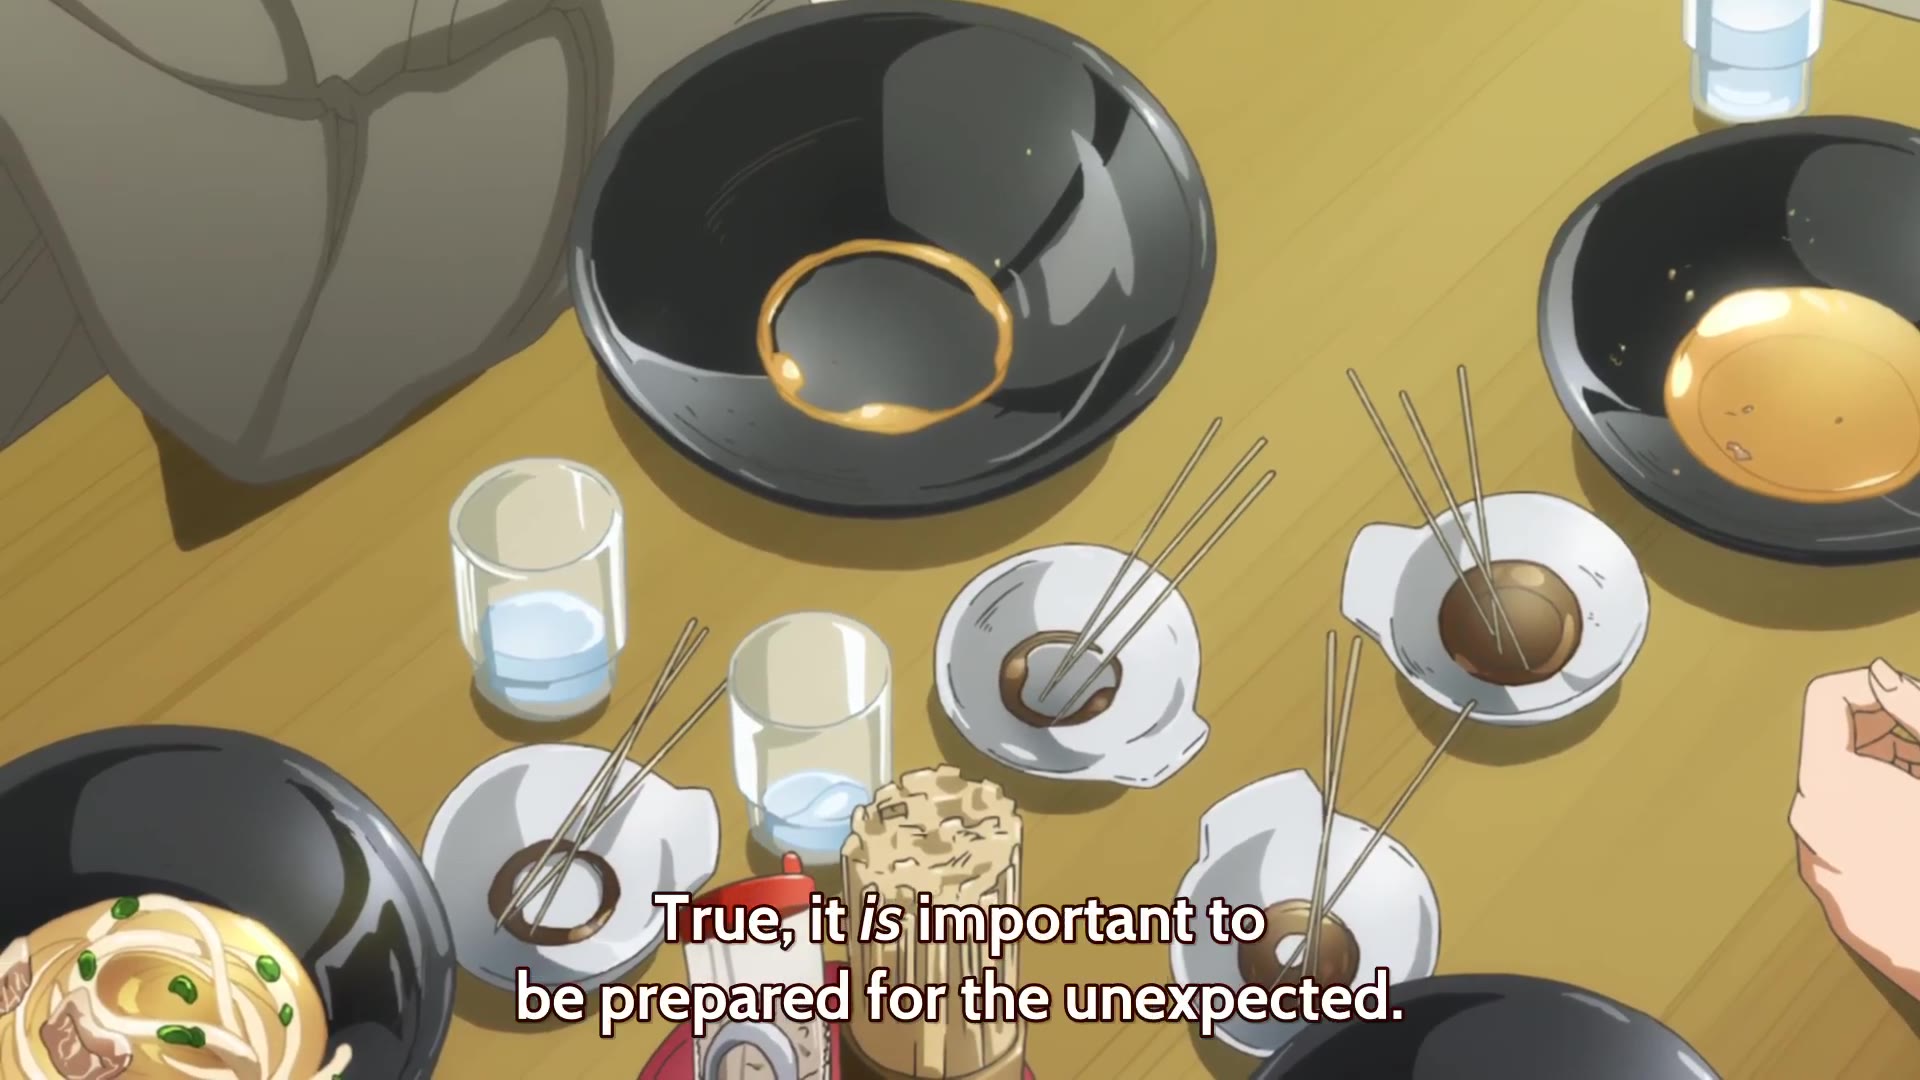 True, it is important to
be prepared for the unexpected.